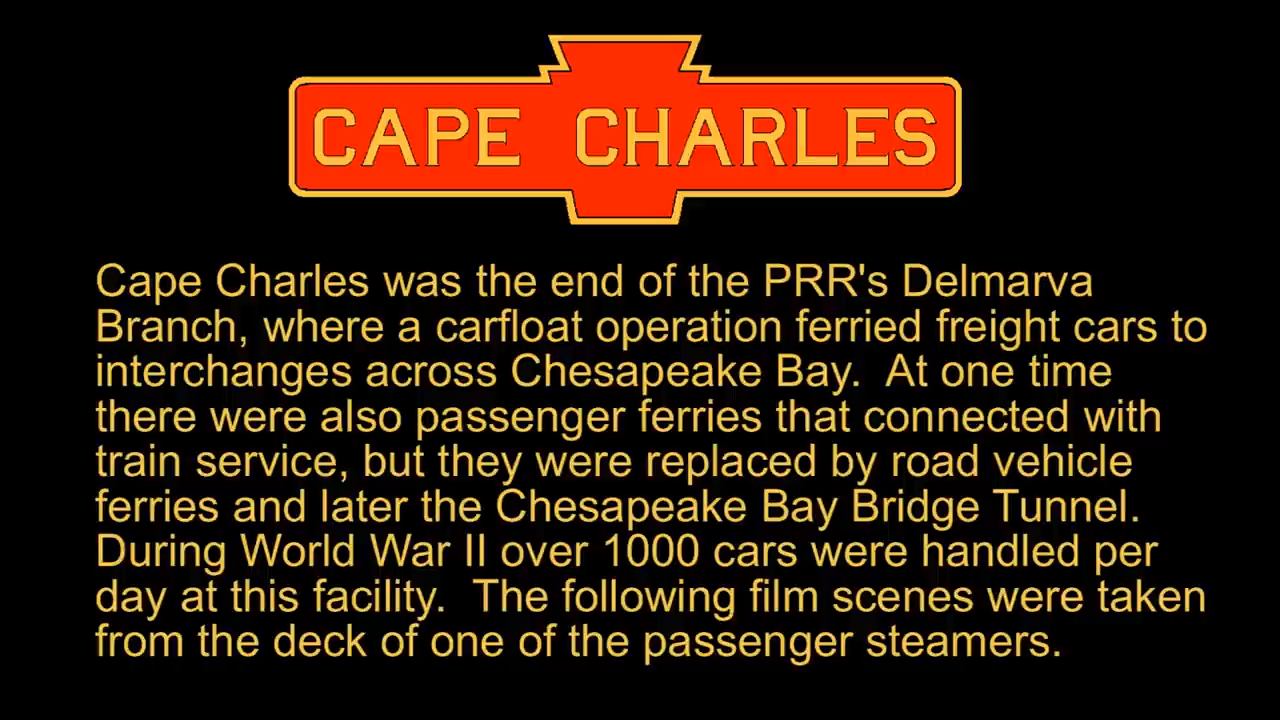 CAPE CHARLES
Cape Charles was the end of the PRR's Delmarva
Branch, where a carfloat operation ferried freight cars to
interchanges across Chesapeake Bay.  At one time
there were also passenger ferries that connected with
train service, but they were replaced by road vehicle
ferries and later the Chesapeake Bay Bridge Tunnel.
During World War II over 1000 cars were handled per
day at this facility.  The following film scenes were taken
from the deck of one of the passenger steamers.